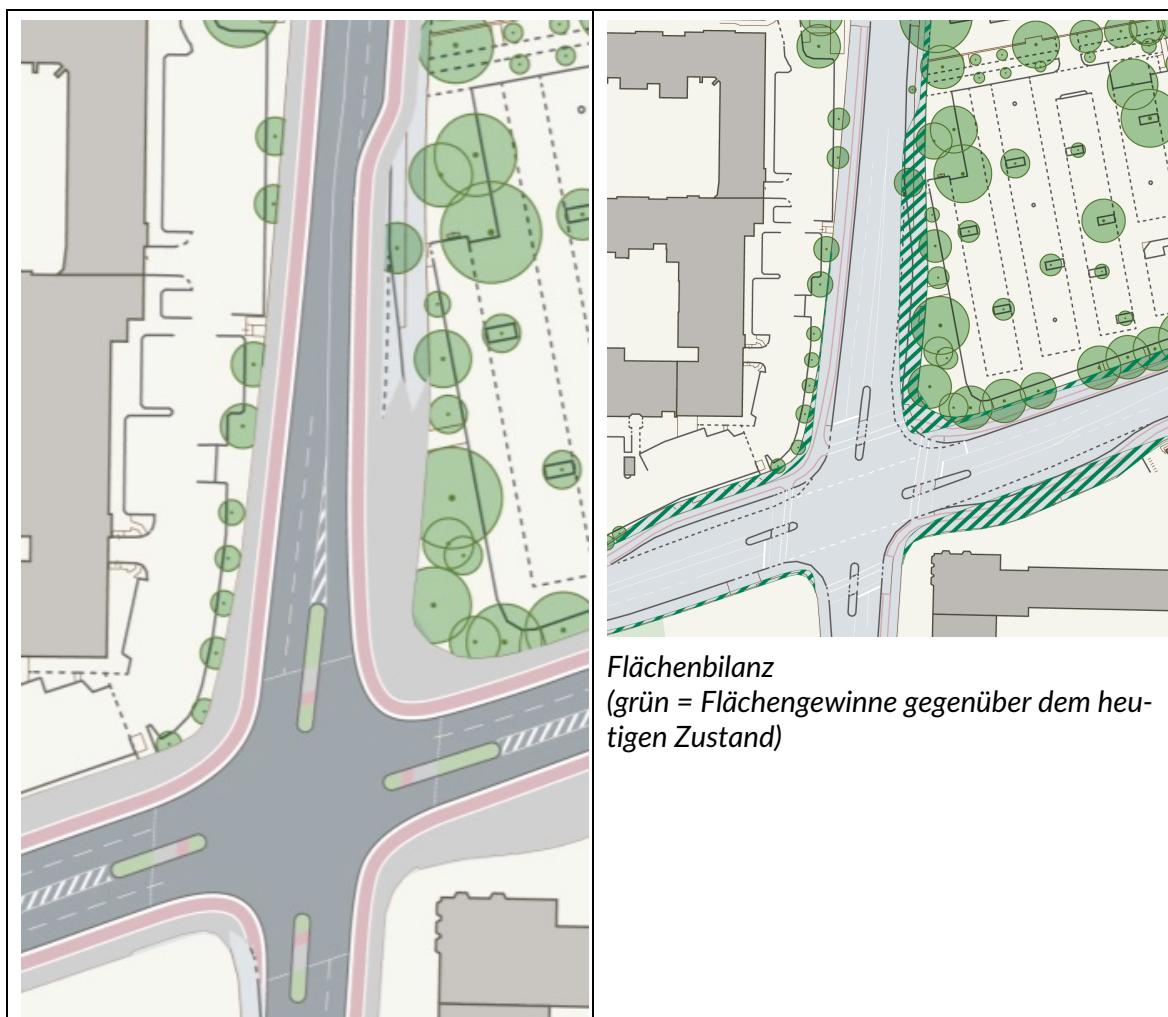 Flächenbilanz
(grün = Flächengewinne gegenüber dem heu-
tigen Zustand)